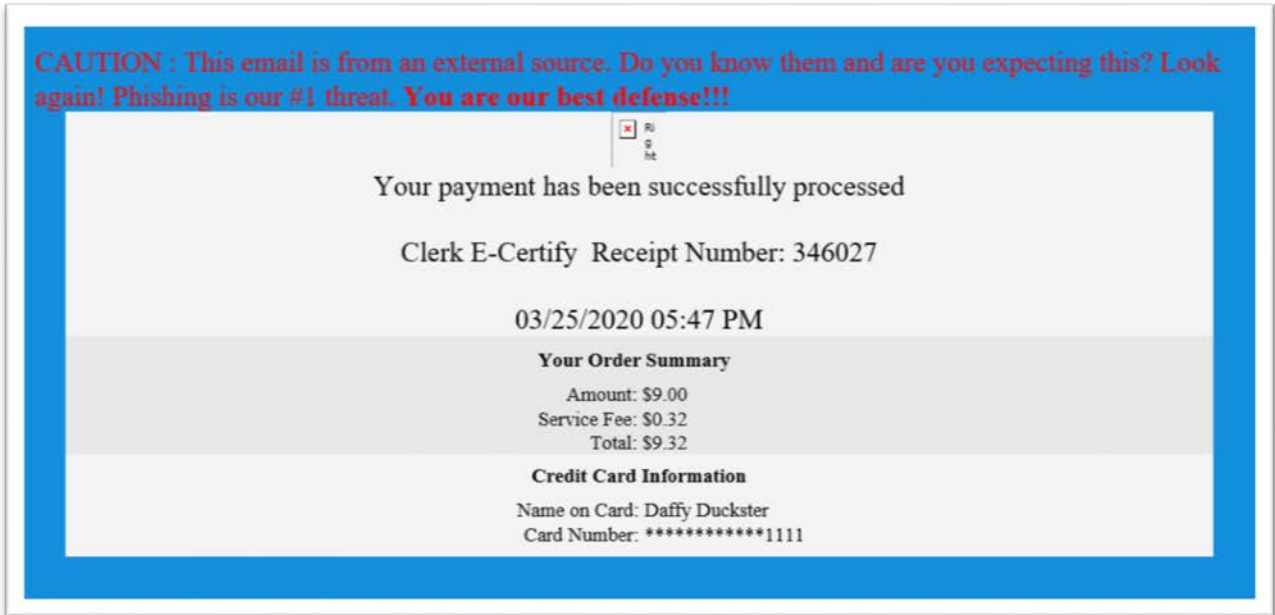 CAUTION : This email is from an external source. Do you know them and are you expecting this? Look
again! Phishing is our #1 threat. You are our best defense!!!
Ri
g
ht
Your payment has been successfully processed
Clerk E-Certify  Receipt Number: 346027
03/25/2020 05:47 PM
Your Order Summary
Amount: $9.00
Service Fee: $0.32
Total: $9.32
Credit Card Information
Name on Card: Daffy Duckster
Card Number: ************1111